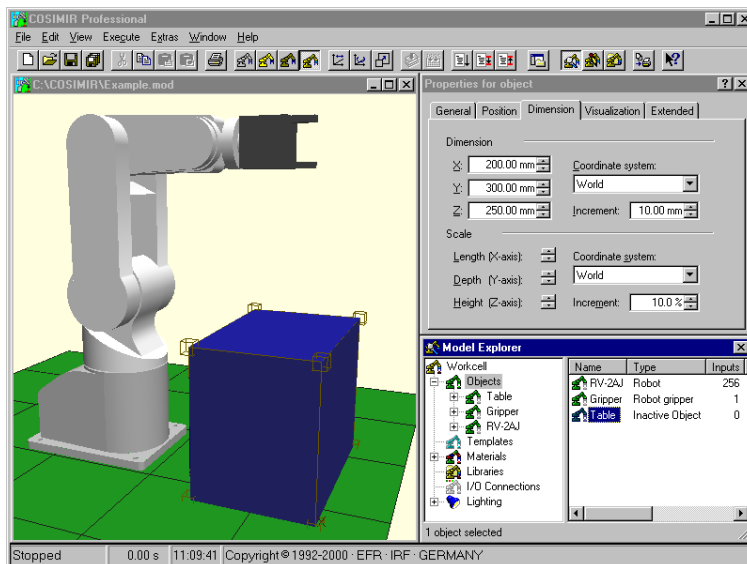 COSIMIR Professional
File Edit View Execute Extras Window Help
C:\COSIMIR\Example.mod
Properties for object
General Position Dimension Visualization Extended
Dimension
X: 200.00 mm Coordinate system:
Y: 300.00 mm World
Z: 250.00 mm Increment: 10.00 mm
Scale
Length (X-axis): Coordinate system:
Depth (Y-axis): World
Height (Z-axis): Increment: 10.0 %
Model Explorer
Workcell
Objects
Table
Gripper
RV-2AJ
Templates
Materials
Libraries
I/O Connections
Lighting
Name Type Inputs
RV-2AJ Robot 256
Gripper Robot gripper 1
Table Inactive Object 0
1 object selected
Stopped 0.00 s 11:09:41 Copyright © 1992-2000 · EFR · IRF · GERMANY